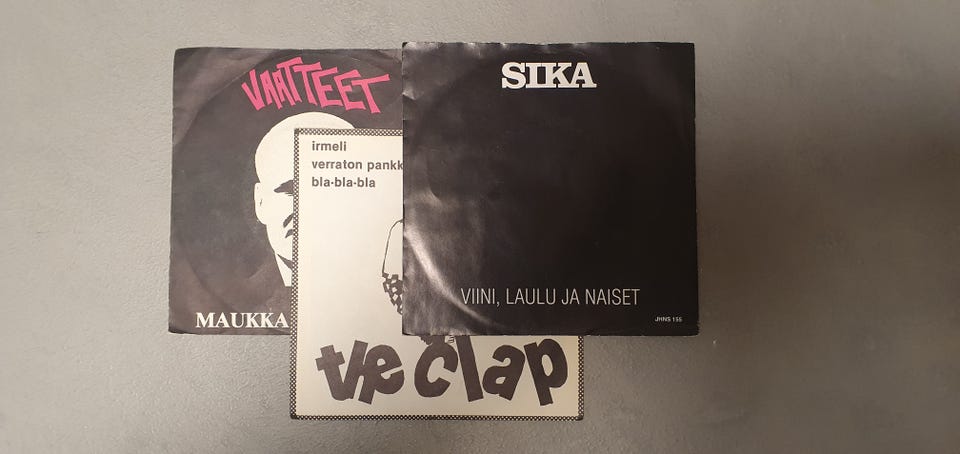 VAATTEET
MAUKKA
irmeli
verraton pankk
bla-bla-bla
the clap
SIKA
VIINI, LAULU JA NAISET
JHNS 155